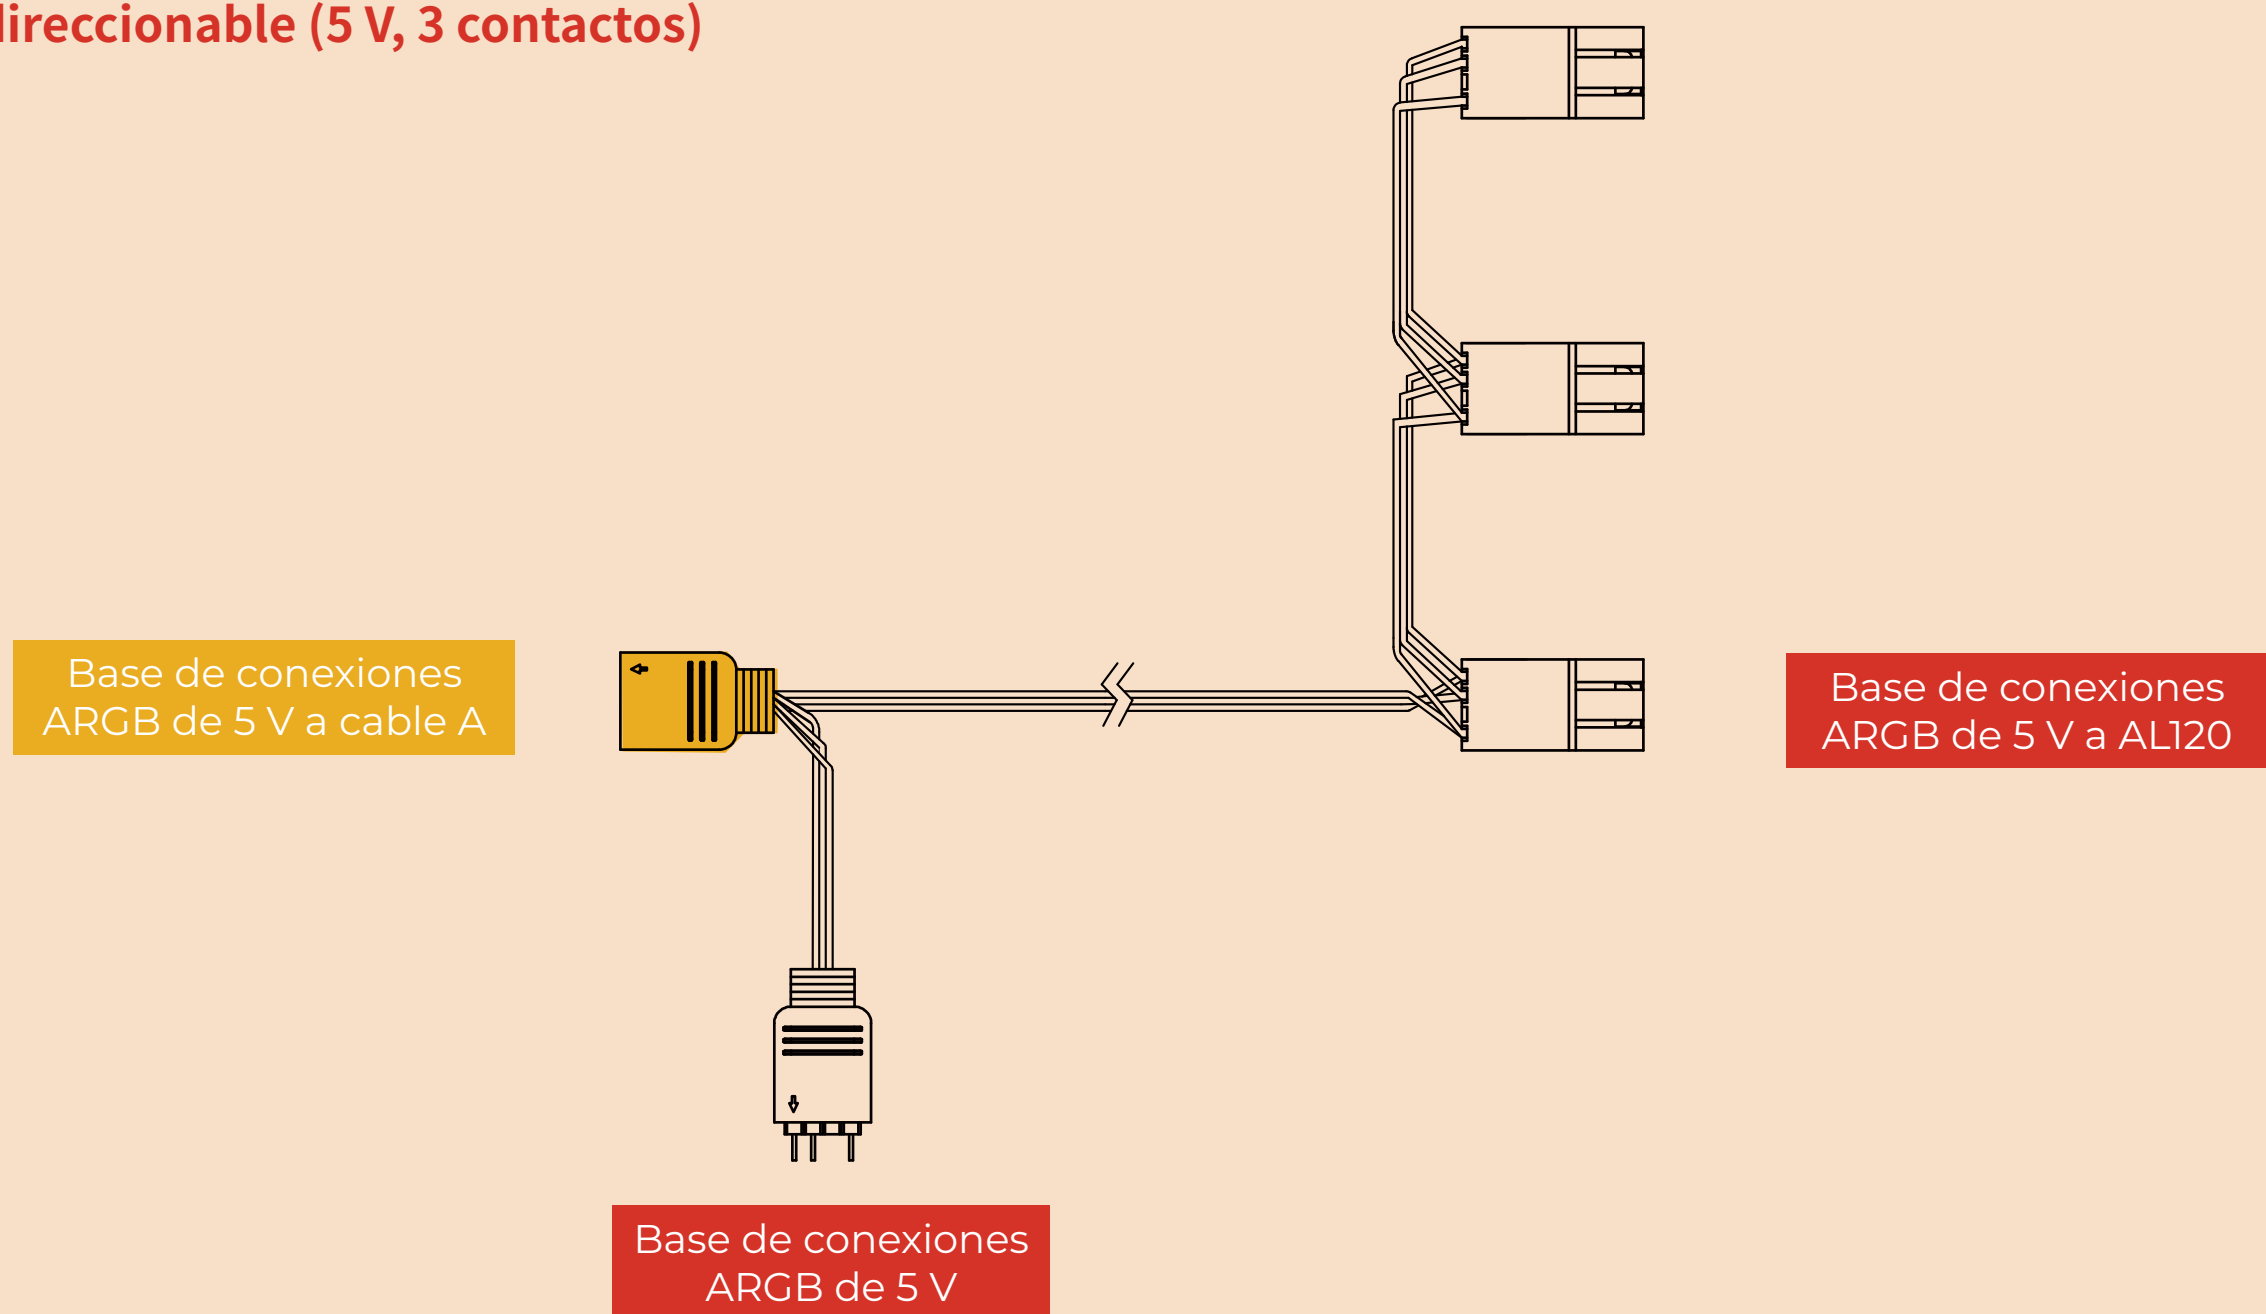 direccionable (5 V, 3 contactos)
Base de conexiones
ARGB de 5 V a cable A
Base de conexiones
ARGB de 5 V a AL120
Base de conexiones
ARGB de 5 V